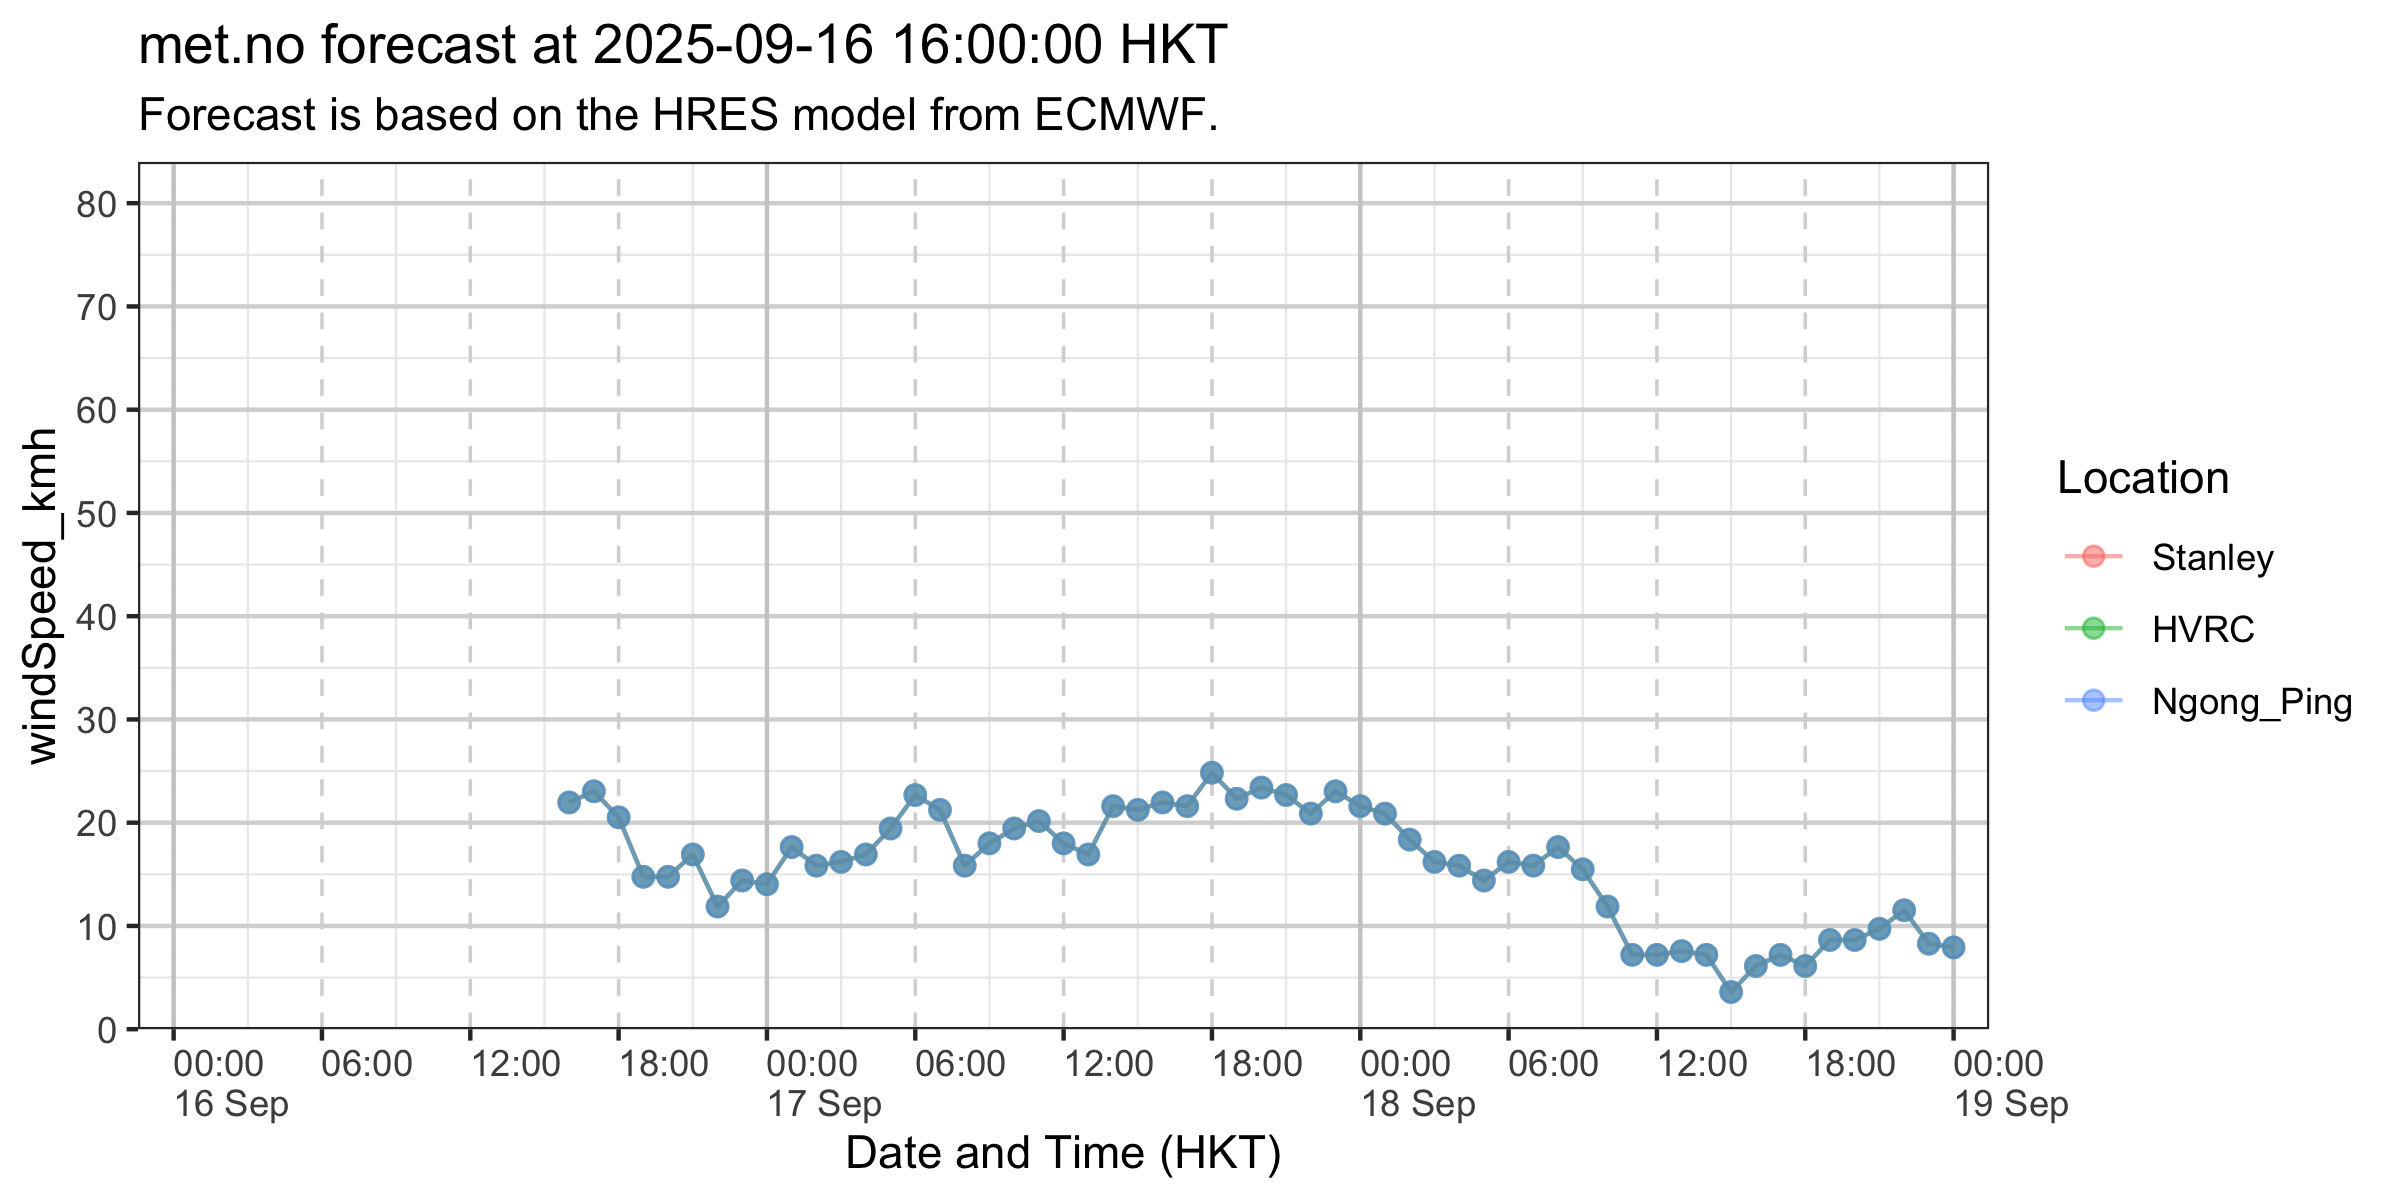 met.no forecast at 2025-09-16 16:00:00 HKT
Forecast is based on the HRES model from ECMWF.
windSpeed_kmh
80
70
60
50
40
30
20
10
0
00:00 06:00 12:00 18:00 00:00 06:00 12:00 18:00 00:00 06:00 12:00 18:00 00:00
16 Sep 17 Sep 18 Sep 19 Sep
Date and Time (HKT)
Location
Stanley
HVRC
Ngong_Ping